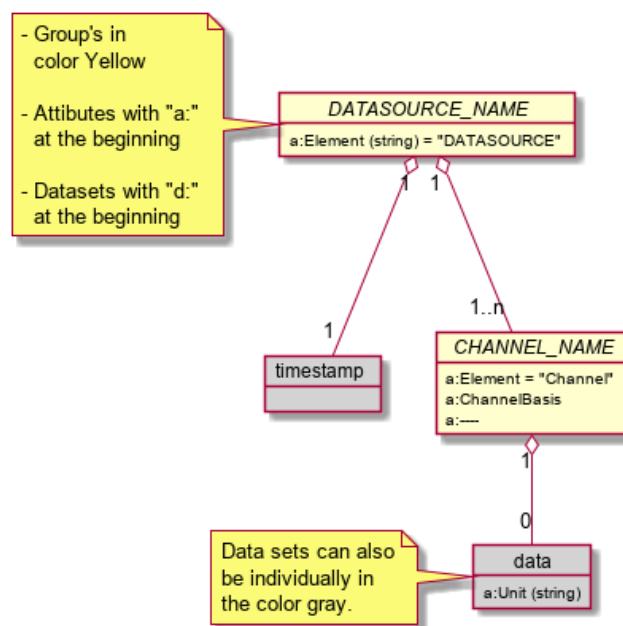 - Group's in
color Yellow
- Attibutes with "a:"
at the beginning
- Datasets with "d:"
at the beginning
DATASOURCE_NAME
a:Element (string) = "DATASOURCE"
1
1
1
1..n
timestamp
CHANNEL_NAME
a:Element = "Channel"
a:ChannelBasis
a:----
1
0
Data sets can also
be individually in
the color gray.
data
a:Unit (string)